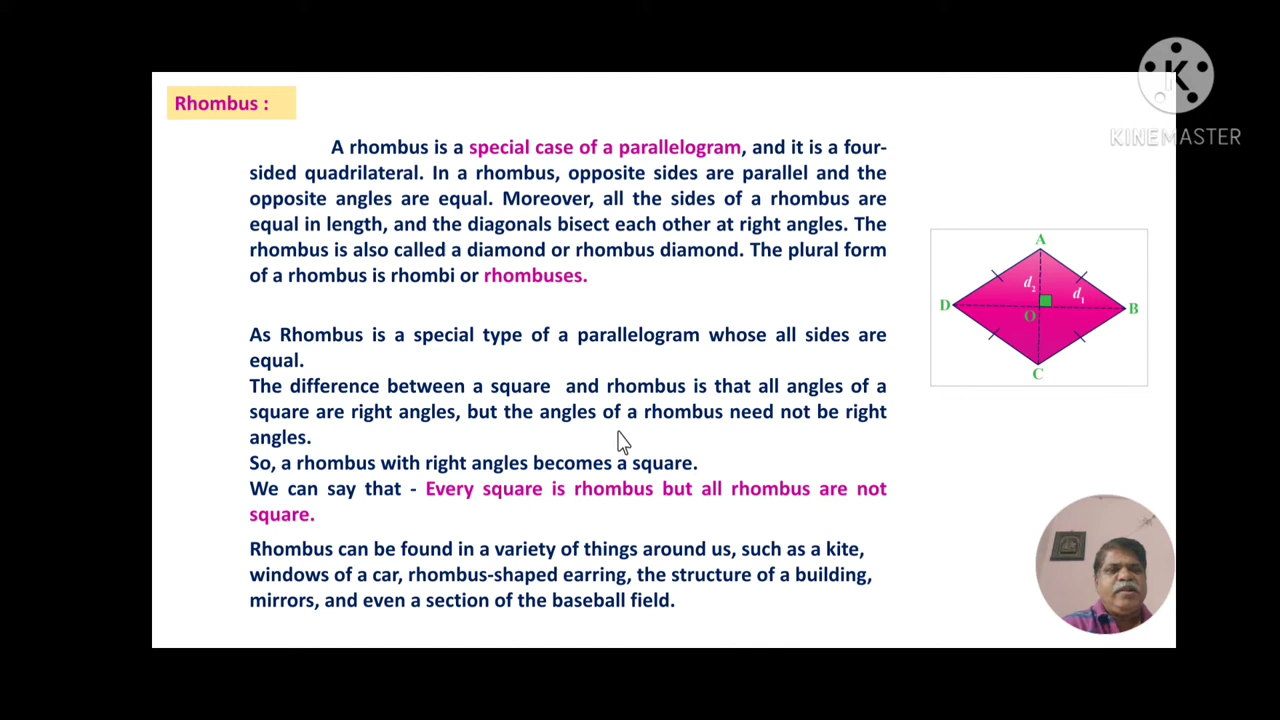 KINEMASTER
Rhombus :
A rhombus is a special case of a parallelogram, and it is a four-
sided quadrilateral. In a rhombus, opposite sides are parallel and the
opposite angles are equal. Moreover, all the sides of a rhombus are
equal in length, and the diagonals bisect each other at right angles. The
rhombus is also called a diamond or rhombus diamond. The plural form
of a rhombus is rhombi or rhombuses.
As Rhombus is a special type of a parallelogram whose all sides are
equal.
The difference between a square and rhombus is that all angles of a
square are right angles, but the angles of a rhombus need not be right
angles.
So, a rhombus with right angles becomes a square.
We can say that - Every square is rhombus but all rhombus are not
square.
Rhombus can be found in a variety of things around us, such as a kite,
windows of a car, rhombus-shaped earring, the structure of a building,
mirrors, and even a section of the baseball field.
A
d₂
d₁
D
O
B
C